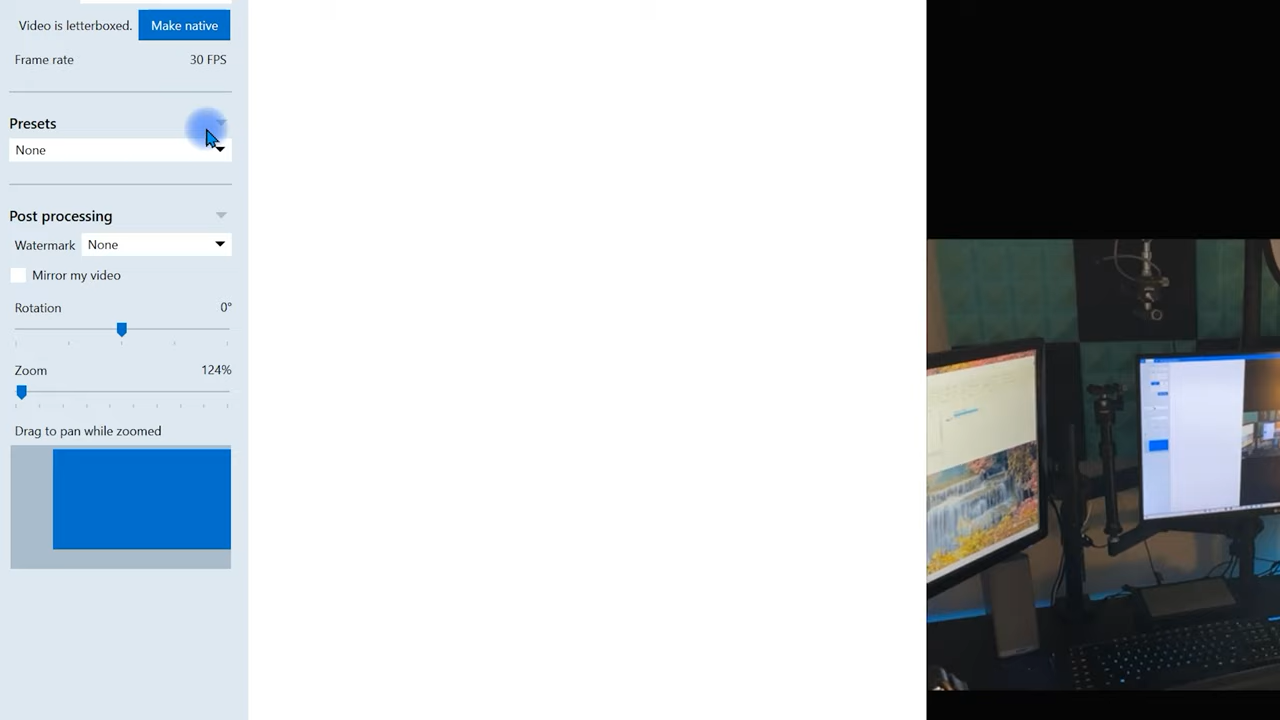 Video is letterboxed. Make native
Frame rate 30 FPS
Presets
None
Post processing
Watermark None
Mirror my video
Rotation 0°
Zoom 124%
Drag to pan while zoomed